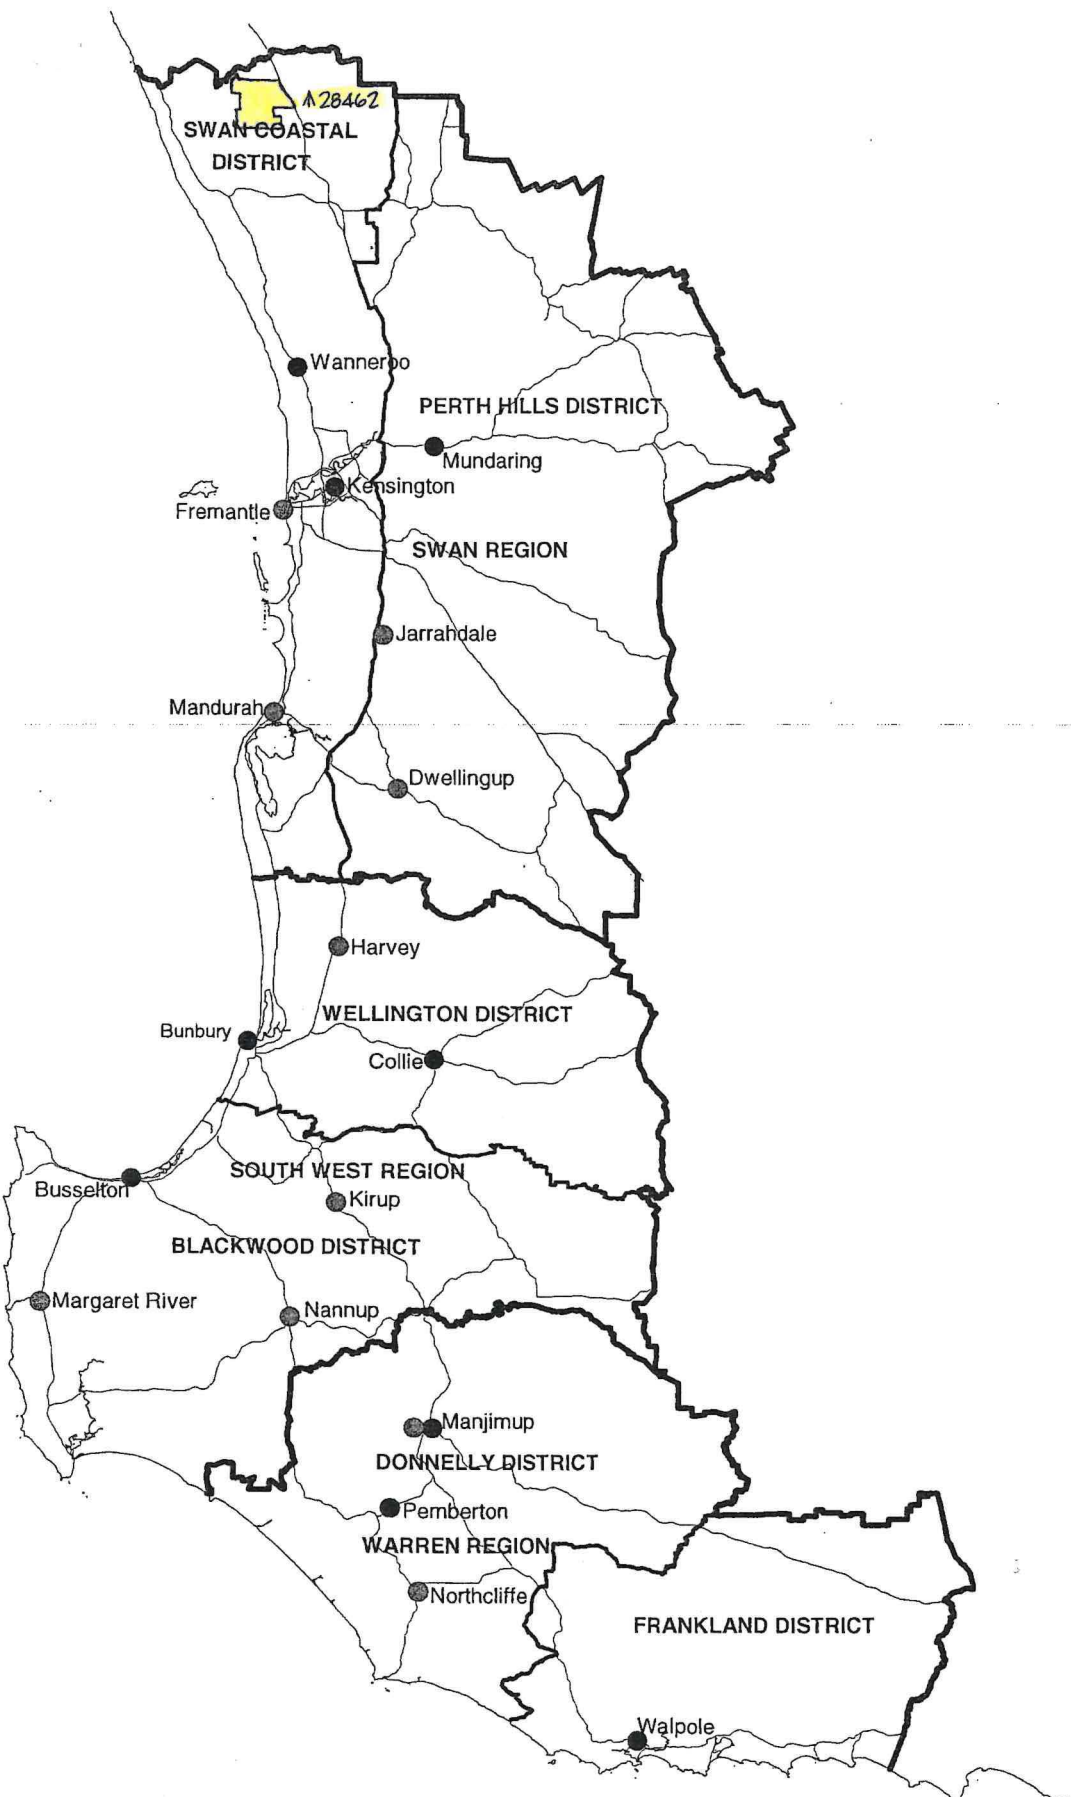 ↑28462
SWAN COASTAL
DISTRICT
Wanneroo
PERTH HILLS DISTRICT
Mundaring
Kensington
Fremantle
SWAN REGION
Jarrahdale
Mandurah
Dwellingup
Harvey
WELLINGTON DISTRICT
Bunbury
Collie
SOUTH WEST REGION
Busselton
Kirup
BLACKWOOD DISTRICT
Margaret River
Nannup
Manjimup
DONNELLY DISTRICT
Pemberton
WARREN REGION
Northcliffe
FRANKLAND DISTRICT
Walpole